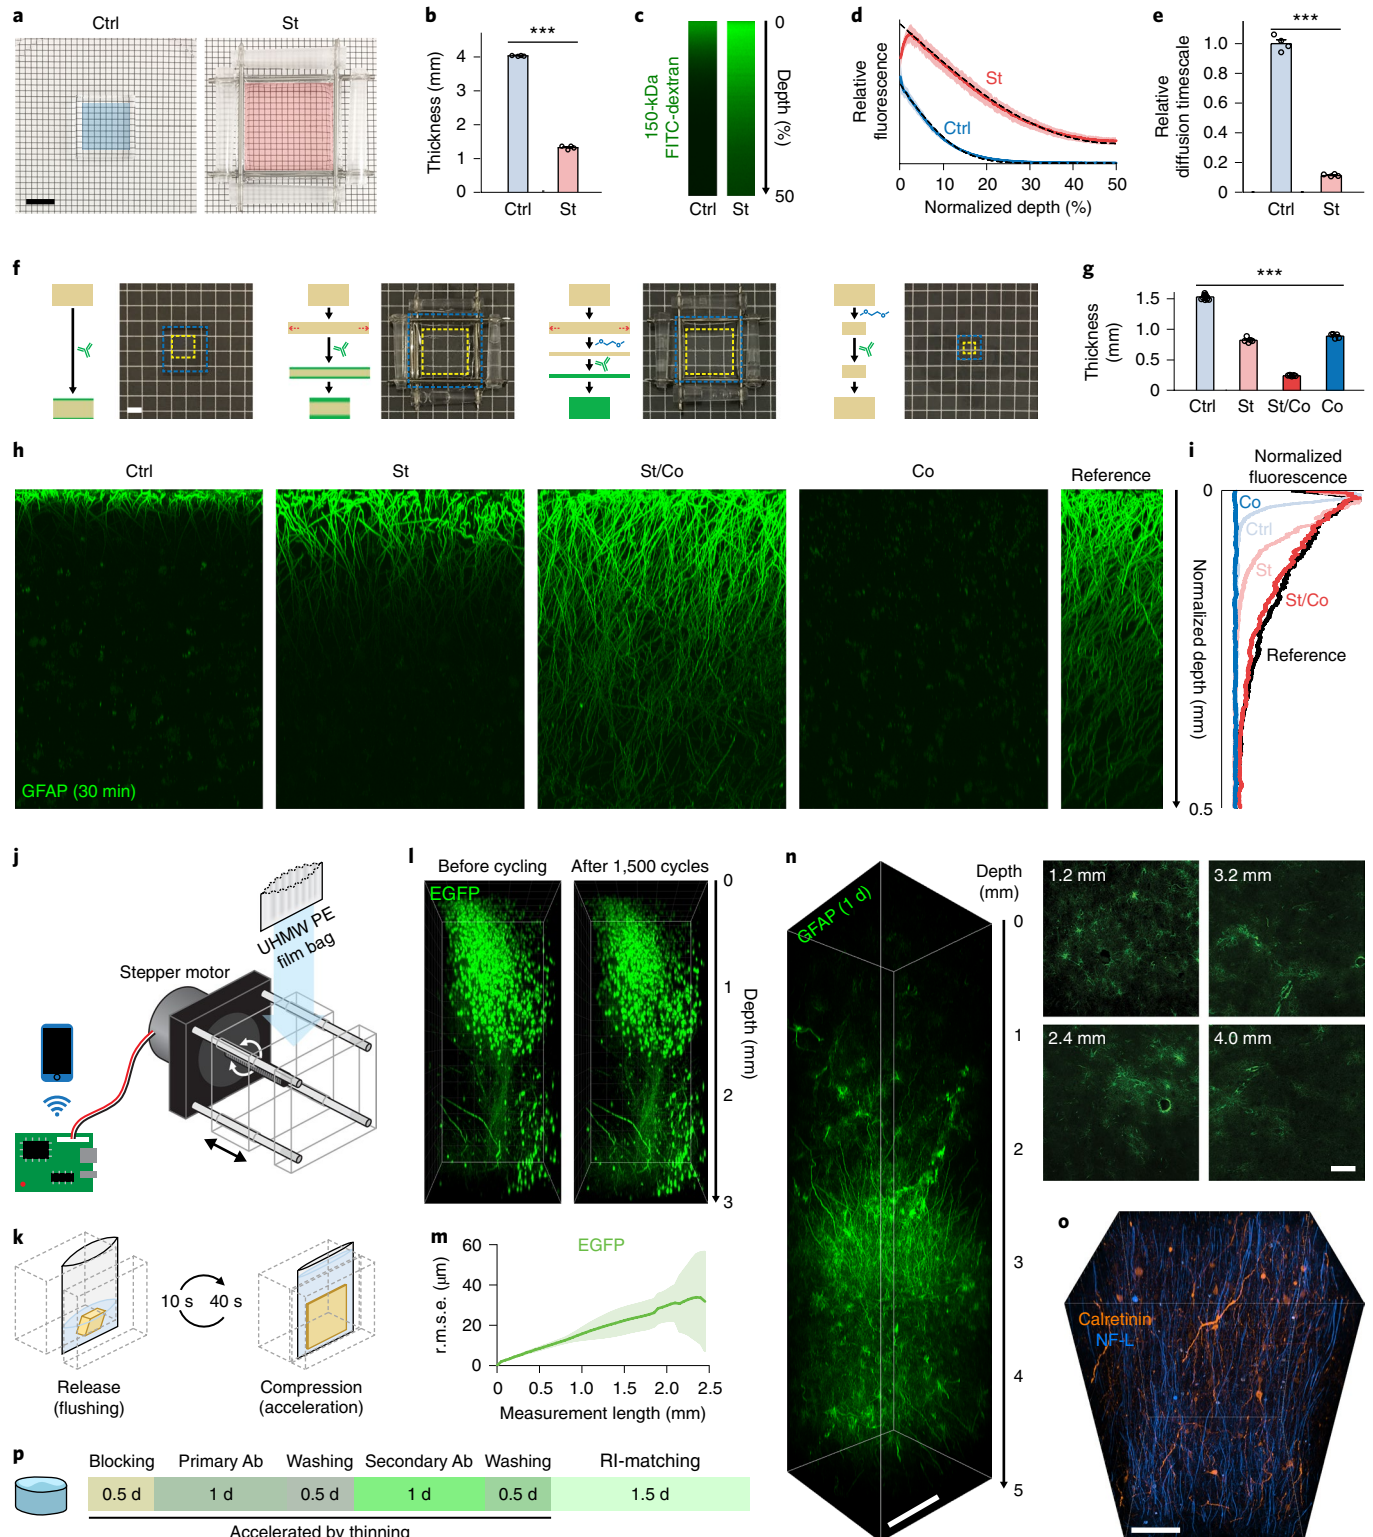 a
Ctrl
St
b
Thickness (mm)
4
3
2
1
0
***
Ctrl
St
c
150-kDa
FITC-dextran
0
Depth (%)
50
Ctrl
St
d
Relative
fluorescence
St
Ctrl
0
10
20
30
40
50
Normalized depth (%)
e
Relative
diffusion timescale
1.0
0.8
0.6
0.4
0.2
0
***
Ctrl
St
f
g
Thickness
(mm)
1.5
1.0
0.5
0
***
Ctrl
St
St/Co
Co
h
Ctrl
St
St/Co
Co
Reference
GFAP (30 min)
i
Normalized
fluorescence
0
Co
Ctrl
St
St/Co
Reference
Normalized depth (mm)
0.5
j
UHMW PE
film bag
Stepper motor
k
10 s
40 s
Release
(flushing)
Compression
(acceleration)
l
Before cycling
After 1,500 cycles
EGFP
0
1
2
3
Depth (mm)
m
EGFP
r.m.s.e. (μm)
60
40
20
0
0
0.5
1.0
1.5
2.0
2.5
Measurement length (mm)
n
GFAP (1 d)
Depth
(mm)
0
1
2
3
4
5
1.2 mm
3.2 mm
2.4 mm
4.0 mm
o
Calretinin
NF-L
p
Blocking
Primary Ab
Washing
Secondary Ab
Washing
RI-matching
0.5 d
1 d
0.5 d
1 d
0.5 d
1.5 d
Accelerated by thinning